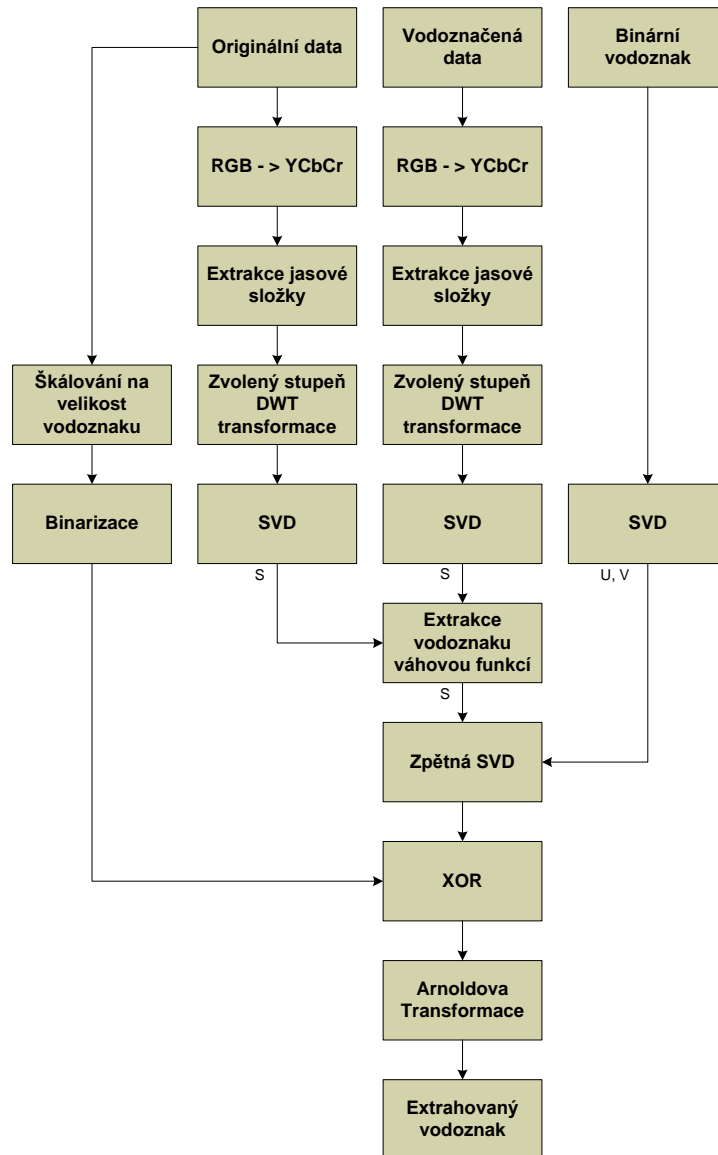 Originální data
Vodoznačená
data
Binární
vodoznak
RGB - > YCbCr
RGB - > YCbCr
Extrakce jasové
složky
Extrakce jasové
složky
Škálování na
velikost
vodoznaku
Zvolený stupeň
DWT
transformace
Zvolený stupeň
DWT
transformace
Binarizace
SVD
SVD
SVD
S
S
U, V
Extrakce
vodoznaku
váhovou funkcí
S
Zpětná SVD
XOR
Arnoldova
Transformace
Extrahovaný
vodoznak